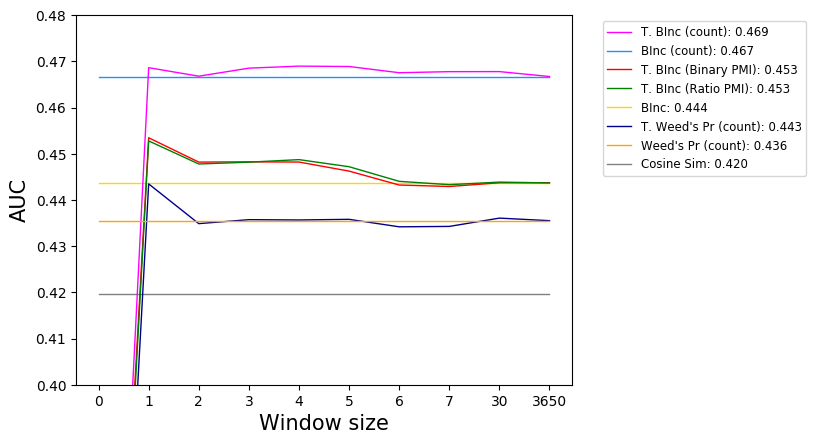 0.48
0.47
0.46
0.45
0.44
0.43
0.42
0.41
0.40
AUC
0 1 2 3 4 5 6 7 30 3650
Window size
T. BInc (count): 0.469
BInc (count): 0.467
T. BInc (Binary PMI): 0.453
T. BInc (Ratio PMI): 0.453
BInc: 0.444
T. Weed's Pr (count): 0.443
Weed's Pr (count): 0.436
Cosine Sim: 0.420